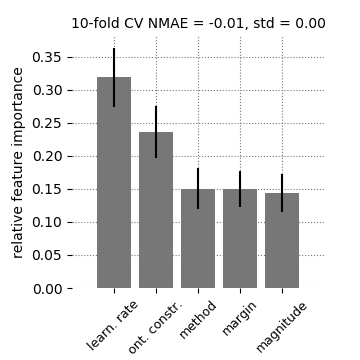 10-fold CV NMAE = -0.01, std = 0.00
relative feature importance
0.35
0.30
0.25
0.20
0.15
0.10
0.05
0.00
learn. rate
ont. constr.
method
margin
magnitude